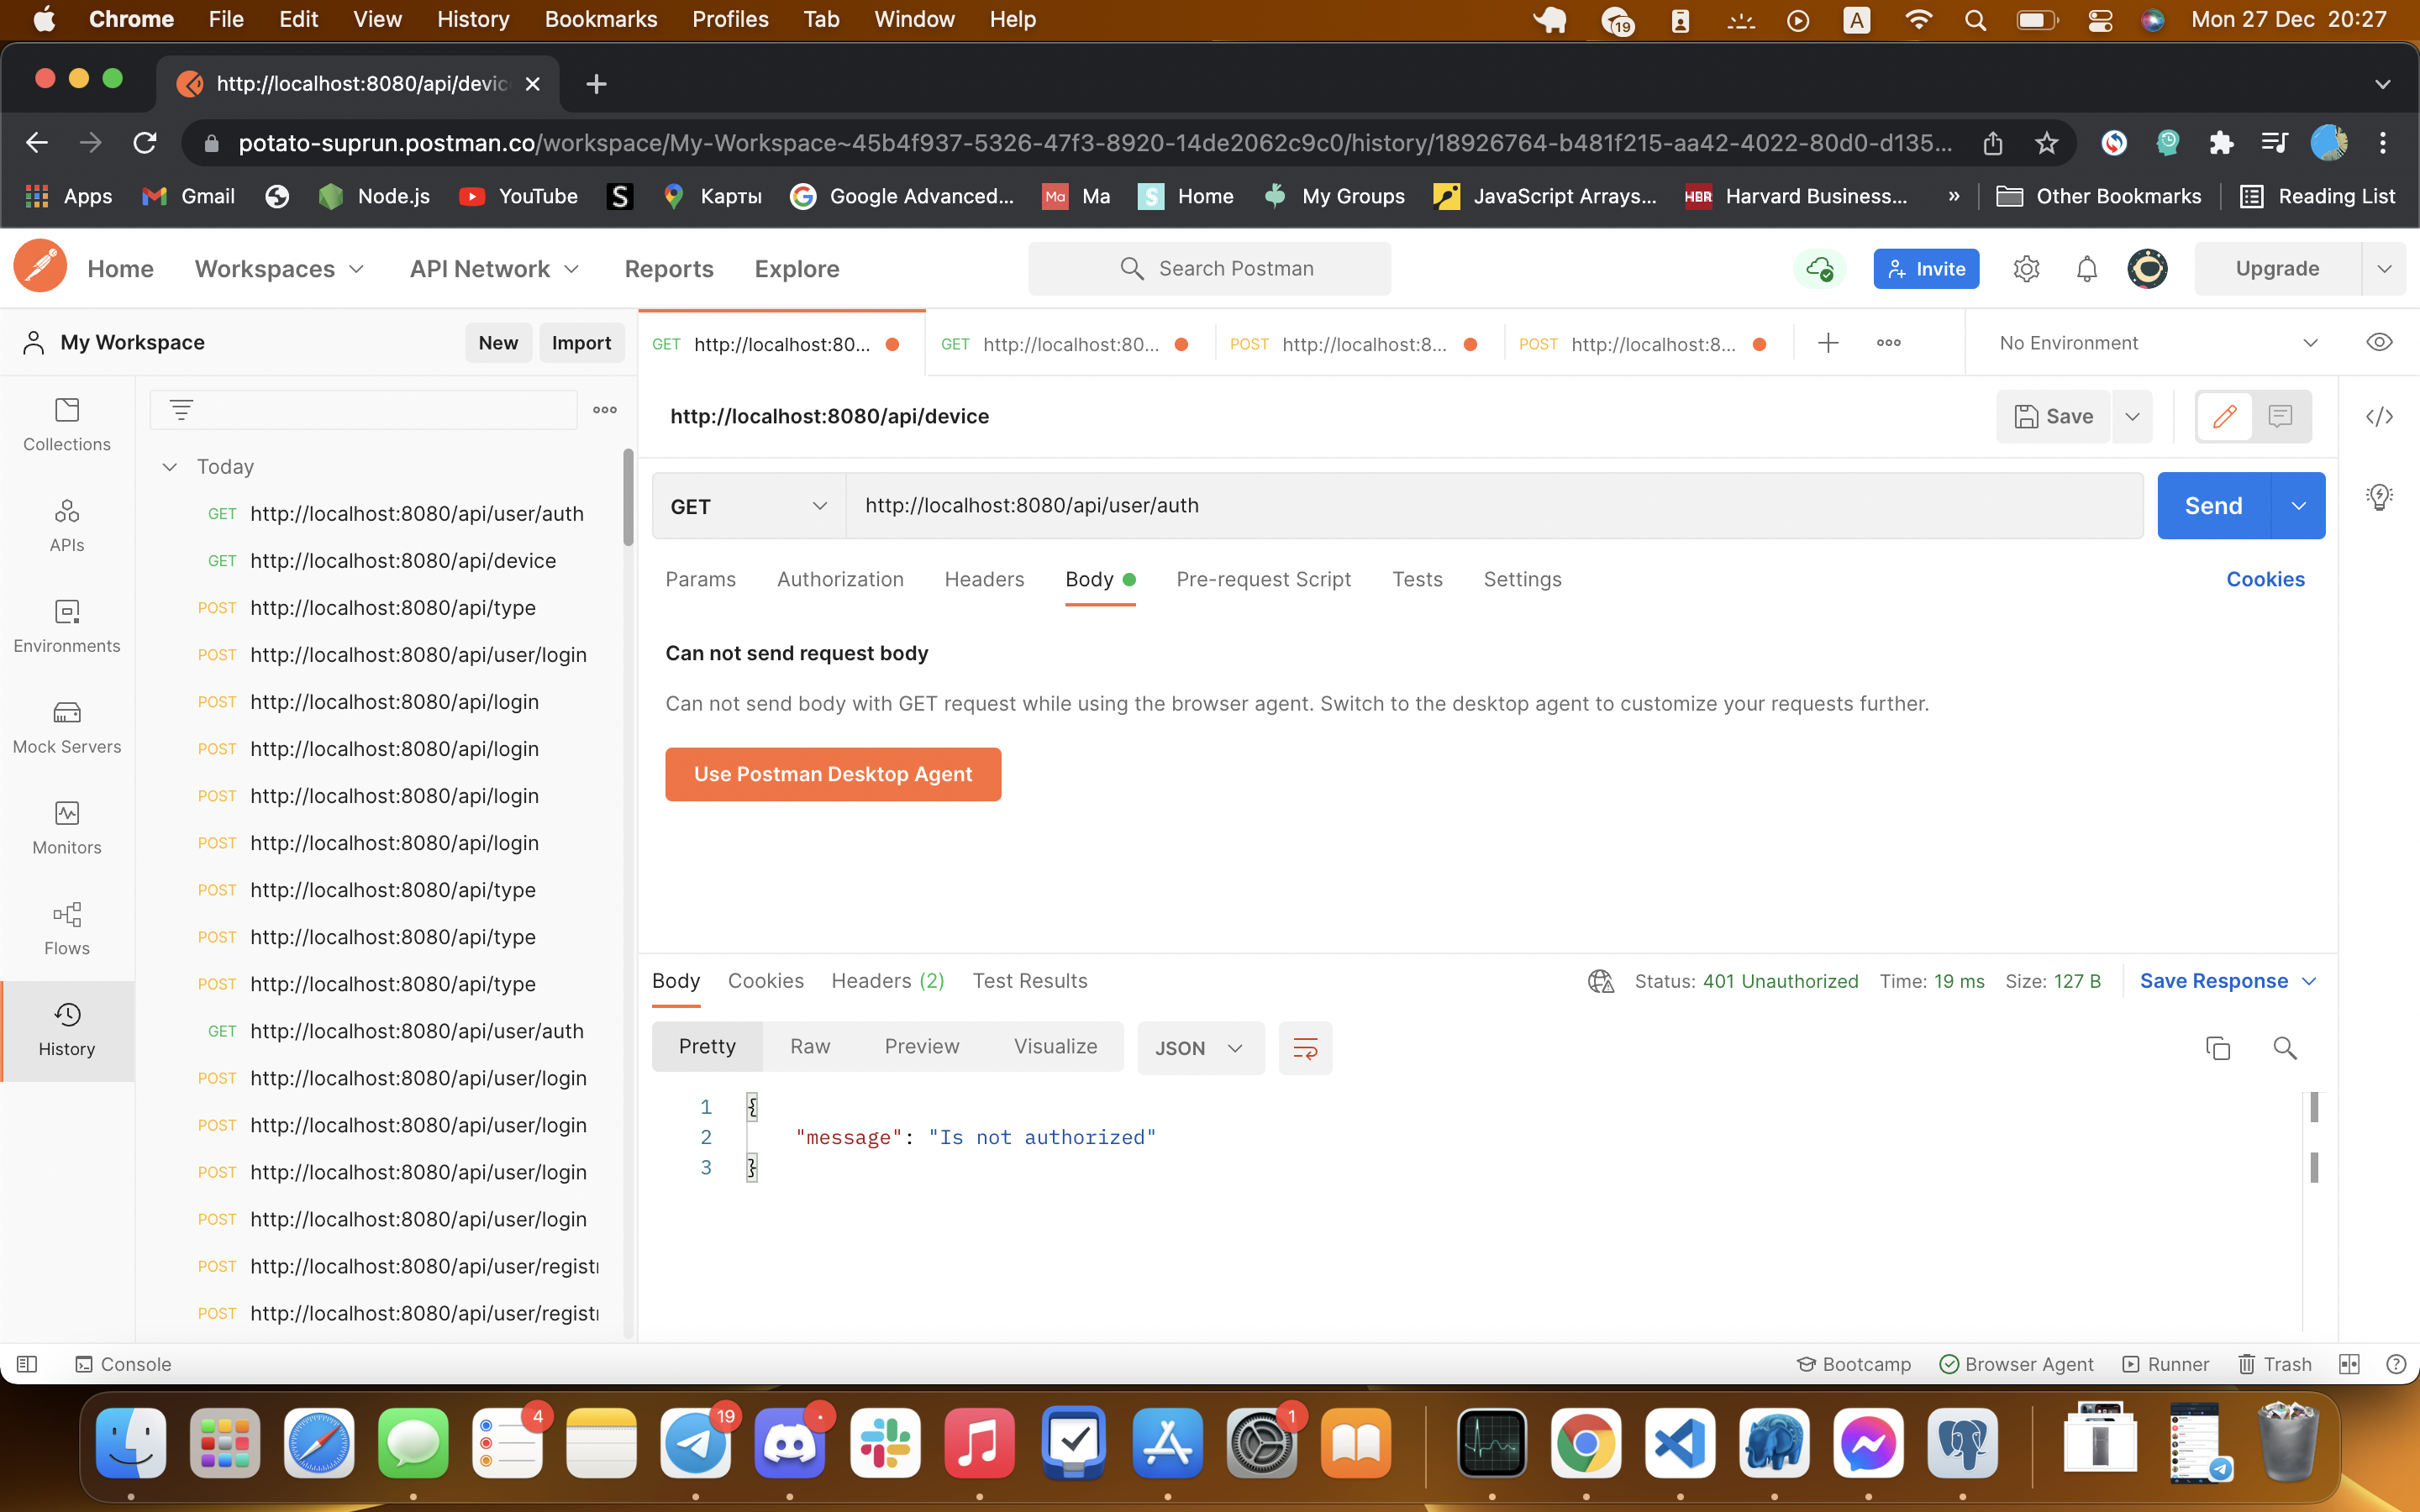 Chrome File Edit View History Bookmarks Profiles Tab Window Help 19 A Mon 27 Dec 20:27
http://localhost:8080/api/devic
potato-suprun.postman.co/workspace/My-Workspace~45b4f937-5326-47f3-8920-14de2062c9c0/history/18926764-b481f215-aa42-4022-80d0-d135...
Apps Gmail Node.js YouTube S Карты Google Advanced... Ma Ma S Home My Groups JavaScript Arrays... HBR Harvard Business... » Other Bookmarks Reading List
Home Workspaces API Network Reports Explore Search Postman Invite Upgrade
My Workspace New Import GET http://localhost:80... GET http://localhost:80... POST http://localhost:8... POST http://localhost:8... No Environment
Collections
APIs
Environments
Mock Servers
Monitors
Flows
History
Today
GET http://localhost:8080/api/user/auth
GET http://localhost:8080/api/device
POST http://localhost:8080/api/type
POST http://localhost:8080/api/user/login
POST http://localhost:8080/api/login
POST http://localhost:8080/api/login
POST http://localhost:8080/api/login
POST http://localhost:8080/api/login
POST http://localhost:8080/api/type
POST http://localhost:8080/api/type
POST http://localhost:8080/api/type
GET http://localhost:8080/api/user/auth
POST http://localhost:8080/api/user/login
POST http://localhost:8080/api/user/login
POST http://localhost:8080/api/user/login
POST http://localhost:8080/api/user/login
POST http://localhost:8080/api/user/registr
POST http://localhost:8080/api/user/registr
http://localhost:8080/api/device
Save
GET http://localhost:8080/api/user/auth Send
Params Authorization Headers Body Pre-request Script Tests Settings Cookies
Can not send request body
Can not send body with GET request while using the browser agent. Switch to the desktop agent to customize your requests further.
Use Postman Desktop Agent
Body Cookies Headers (2) Test Results Status: 401 Unauthorized Time: 19 ms Size: 127 B Save Response
Pretty Raw Preview Visualize JSON
1 {
2 "message": "Is not authorized"
3 }
Console Bootcamp Browser Agent Runner Trash
4 19 1